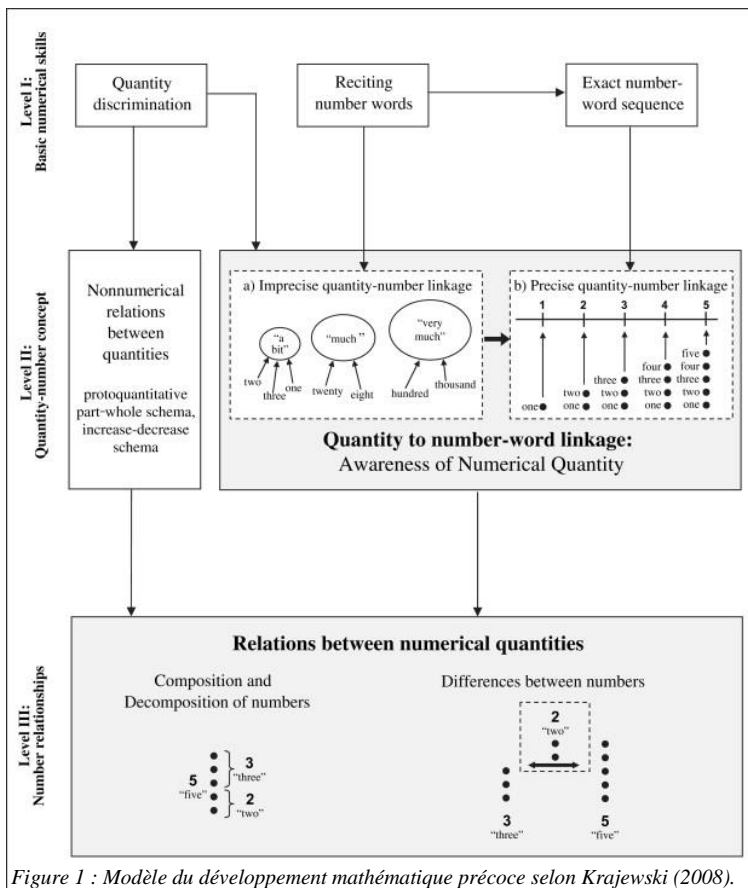 Level I:
Basic numerical skills
Quantity
discrimination
Reciting
number words
Exact number-
word sequence
Level II:
Quantity-number concept
Nonnumerical
relations
between
quantities
protoquantitative
part-whole schema,
increase-decrease
schema
a) Imprecise quantity-number linkage
"a
bit"
"much"
"very
much"
two
three
one
twenty
eight
hundred
thousand
b) Precise quantity-number linkage
1 2 3 4 5
five
four four
three three three
two two two two
one one one one one
Quantity to number-word linkage:
Awareness of Numerical Quantity
Level III:
Number relationships
Relations between numerical quantities
Composition and
Decomposition of numbers
5
"five"
3
"three"
2
"two"
Differences between numbers
2
"two"
3
"three"
5
"five"
Figure 1 : Modèle du développement mathématique précoce selon Krajewski (2008).